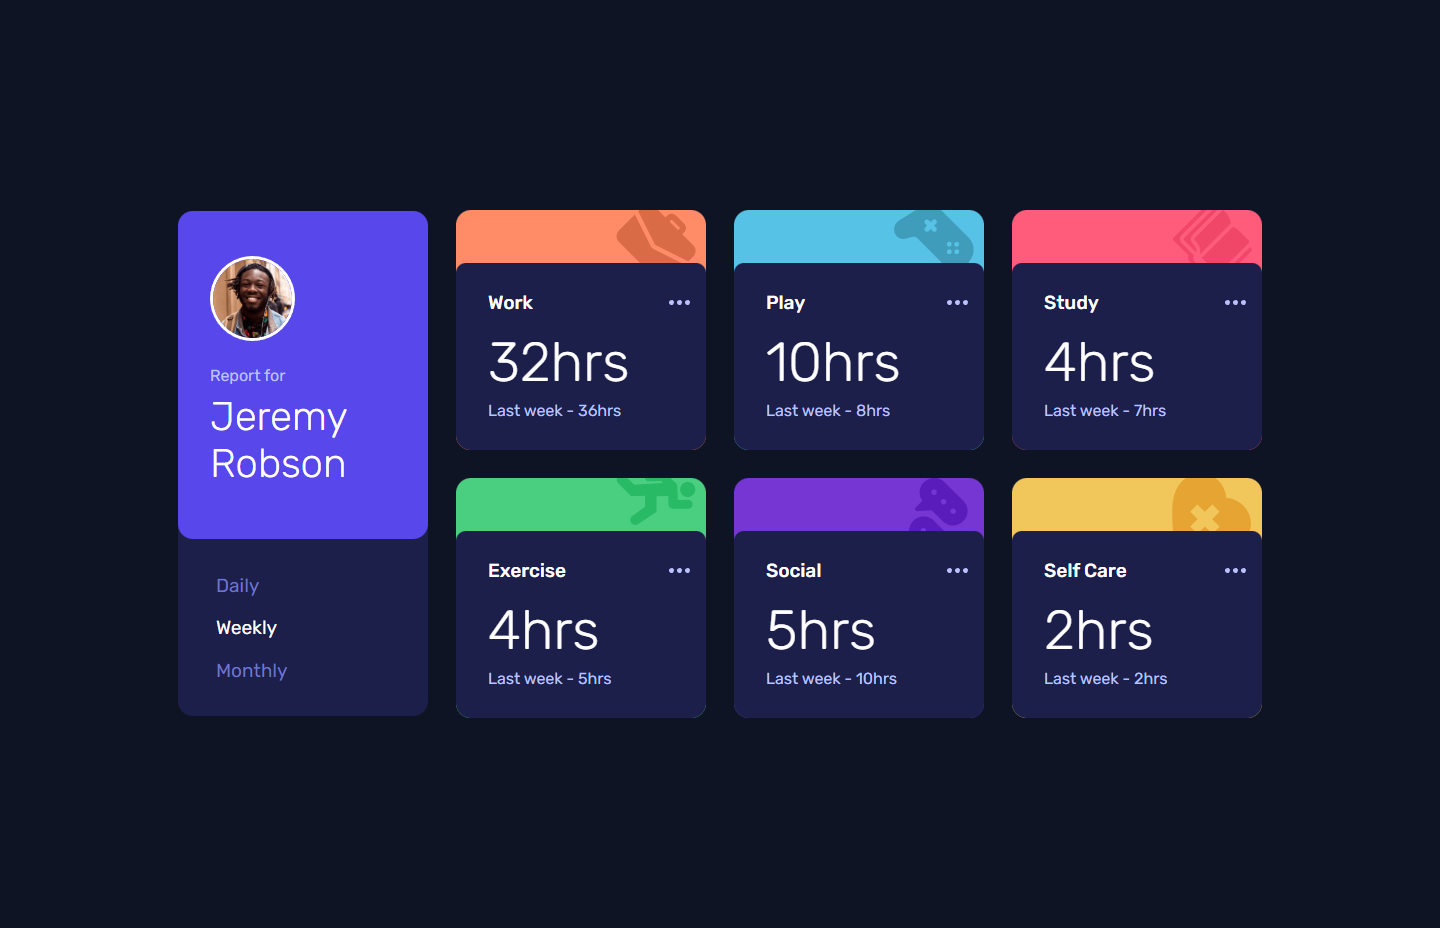 Report for
Jeremy
Robson
Daily
Weekly
Monthly
Work
32hrs
Last week - 36hrs
Play
10hrs
Last week - 8hrs
Study
4hrs
Last week - 7hrs
Exercise
4hrs
Last week - 5hrs
Social
5hrs
Last week - 10hrs
Self Care
2hrs
Last week - 2hrs